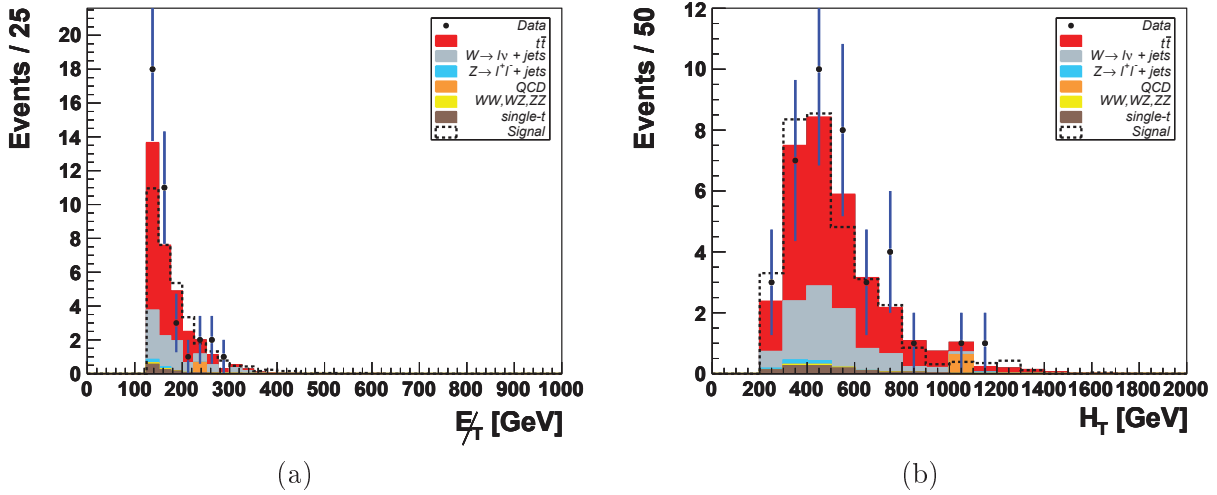 Events / 25
20
18
16
14
12
10
8
6
4
2
0
0 100 200 300 400 500 600 700 800 900 1000
E̸T [GeV]
Data
tt̄
W→ lν + jets
Z→ l⁺l⁻+ jets
QCD
WW,WZ,ZZ
single-t
Signal
(a)
Events / 50
12
10
8
6
4
2
0
0 200 400 600 800 1000 1200 1400 1600 1800 2000
HT [GeV]
Data
tt̄
W→ lν + jets
Z→ l⁺l⁻+ jets
QCD
WW,WZ,ZZ
single-t
Signal
(b)